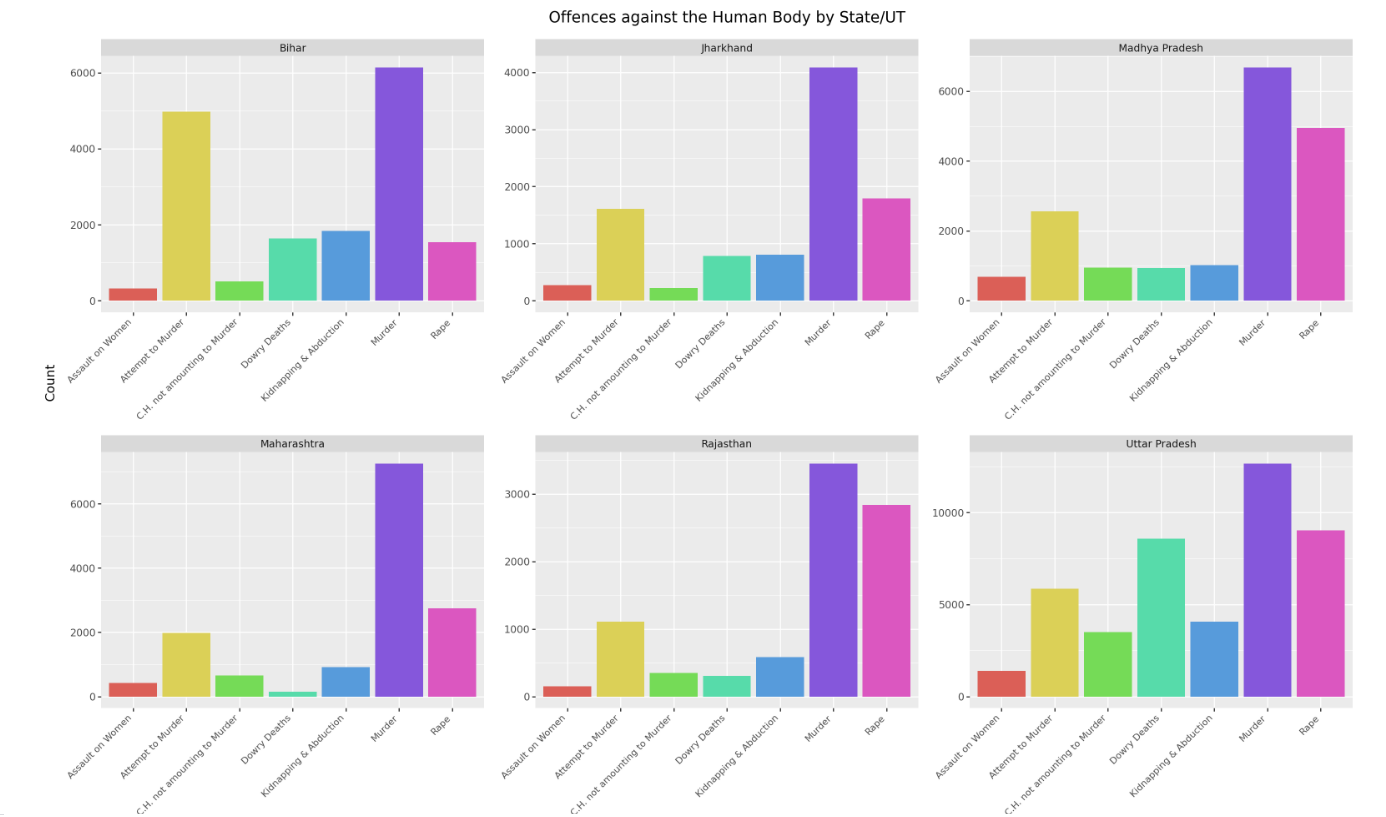 Offences against the Human Body by State/UT
Count
Bihar
6000
4000
2000
0
Assault on Women
Attempt to Murder
C.H. not amounting to Murder
Dowry Deaths
Kidnapping & Abduction
Murder
Rape
Jharkhand
4000
3000
2000
1000
0
Assault on Women
Attempt to Murder
C.H. not amounting to Murder
Dowry Deaths
Kidnapping & Abduction
Murder
Rape
Madhya Pradesh
6000
4000
2000
0
Assault on Women
Attempt to Murder
C.H. not amounting to Murder
Dowry Deaths
Kidnapping & Abduction
Murder
Rape
Maharashtra
6000
4000
2000
0
Assault on Women
Attempt to Murder
C.H. not amounting to Murder
Dowry Deaths
Kidnapping & Abduction
Murder
Rape
Rajasthan
3000
2000
1000
0
Assault on Women
Attempt to Murder
C.H. not amounting to Murder
Dowry Deaths
Kidnapping & Abduction
Murder
Rape
Uttar Pradesh
10000
5000
0
Assault on Women
Attempt to Murder
C.H. not amounting to Murder
Dowry Deaths
Kidnapping & Abduction
Murder
Rape